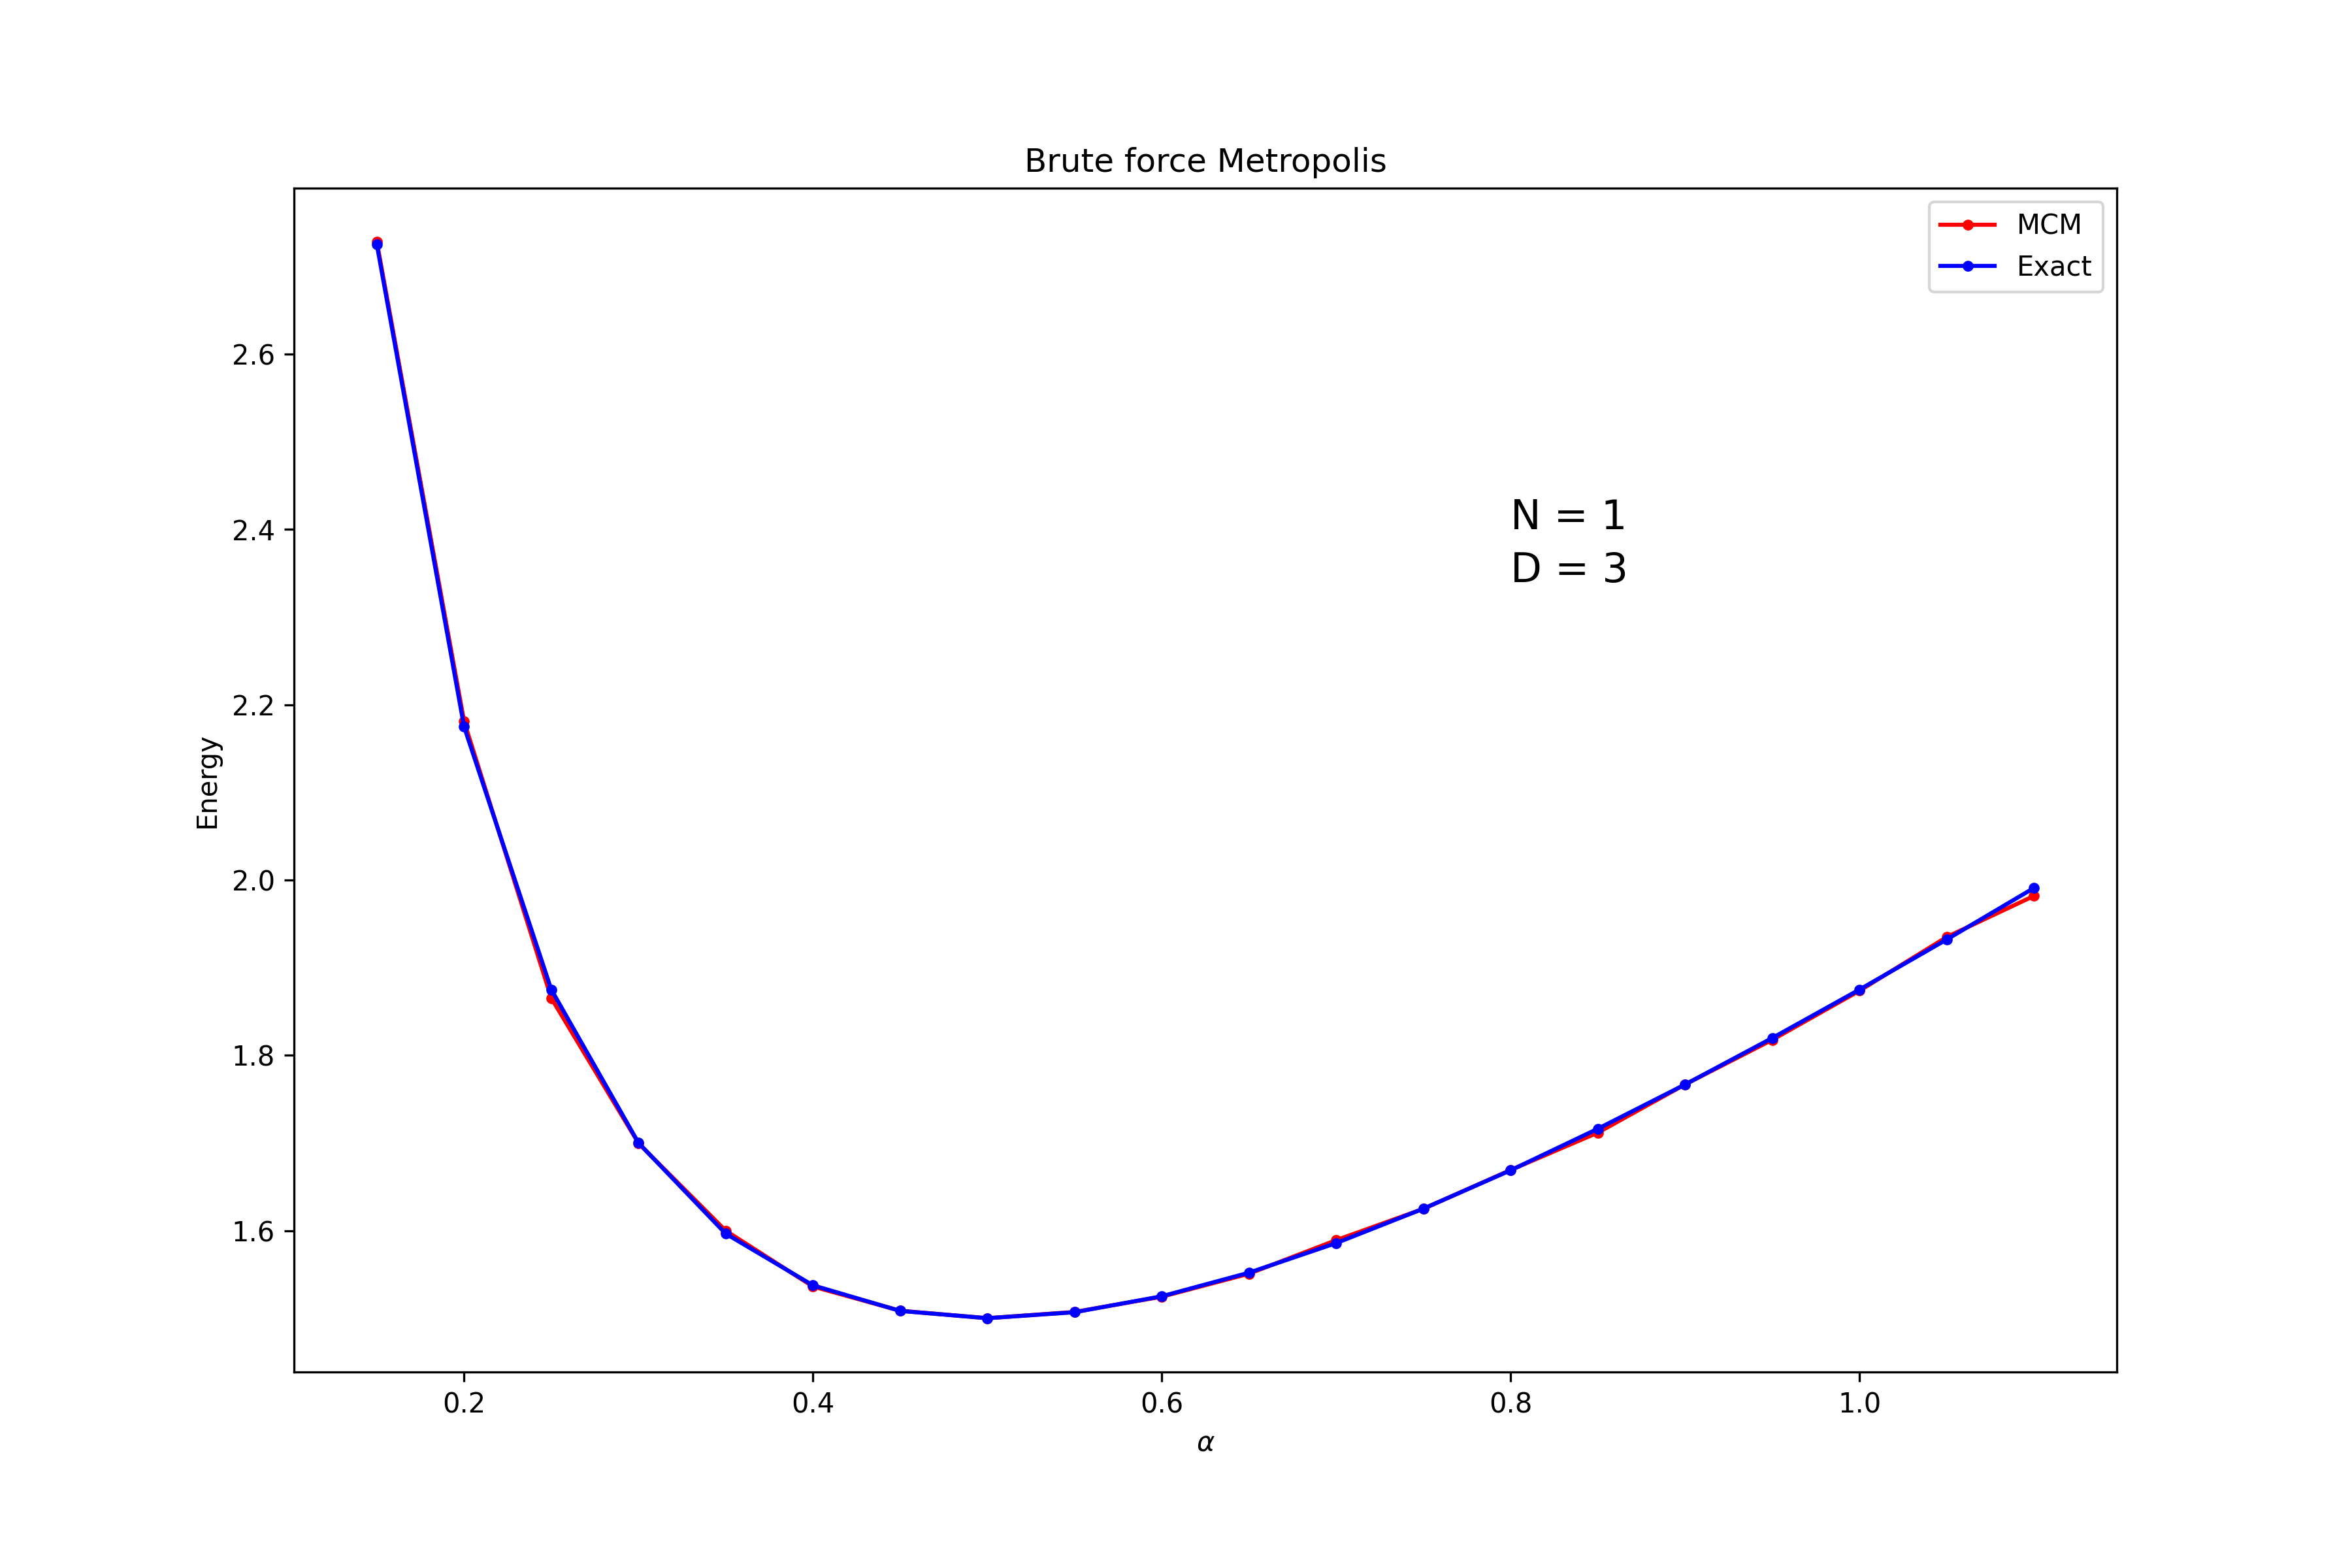 Brute force Metropolis
MCM
Exact
N = 1
D = 3
Energy
2.6
2.4
2.2
2.0
1.8
1.6
0.2
0.4
0.6
0.8
1.0
α